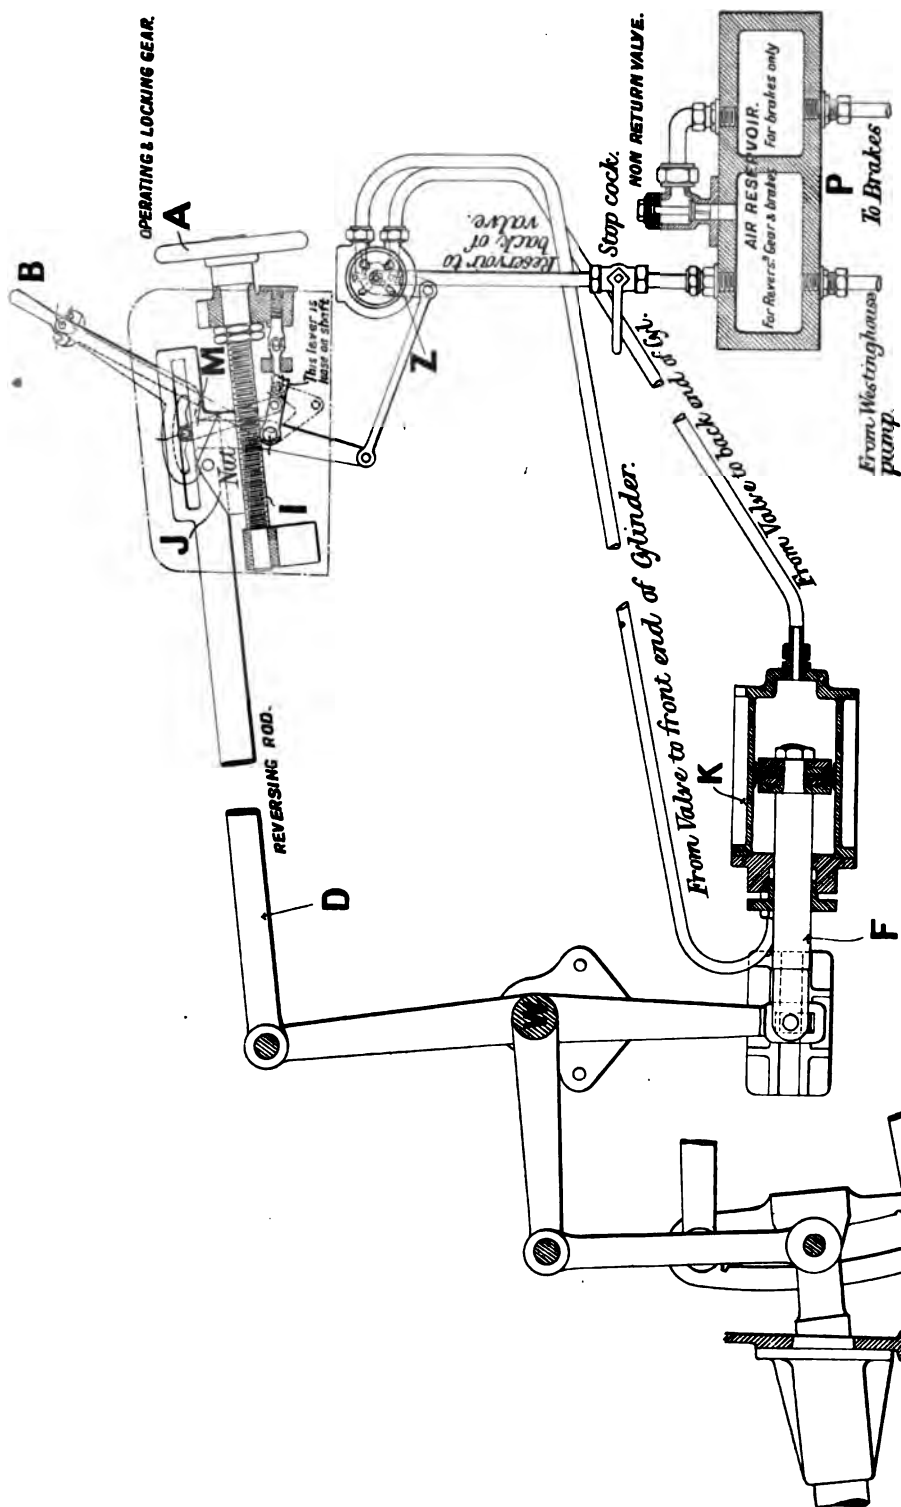 OPERATING & LOCKING GEAR.
A
B
M
J
Nut
I
This lever is
loose on shaft
Z
Reservoir to
back of
valve.
Stop cock.
NON RETURN VALVE.
AIR RESERVOIR.
For Revers.g Gear & brakes
For brakes only
P
To Brakes
From Westinghouse
pump.
REVERSING ROD.
D
From Valve to front end of Cylinder.
From Valve to back end of Cyl.
K
F
W